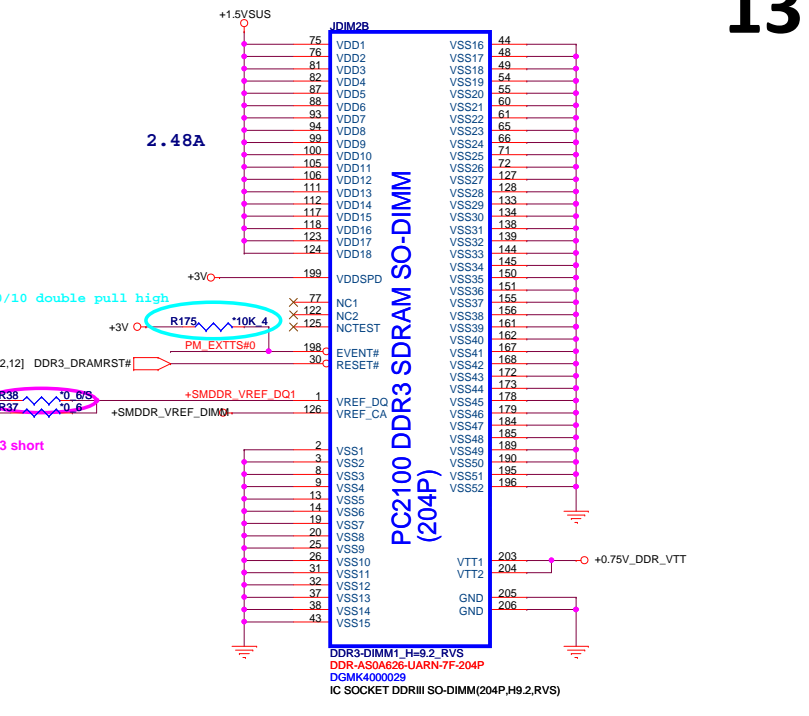 13
+1.5VSUS
JDIM2B
75 VDD1 VSS16 44
76 VDD2 VSS17 48
81 VDD3 VSS18 49
82 VDD4 VSS19 54
87 VDD5 VSS20 55
88 VDD6 VSS21 60
93 VDD7 VSS22 61
94 VDD8 VSS23 65
2.48A
99 VDD9 VSS24 66
100 VDD10 VSS25 71
105 VDD11 VSS26 72
106 VDD12 VSS27 127
111 VDD13 VSS28 128
112 VDD14 VSS29 133
117 VDD15 VSS30 134
118 VDD16 VSS31 138
123 VDD17 VSS32 139
124 VDD18 VSS33 144
VSS34 145
+3V 199 VDDSPD VSS35 150
VSS36 151
/10 double pull high
77 NC1 VSS37 155
122 NC2 VSS38 156
+3V R175 *10K_4 125 NCTEST VSS39 161
VSS40 162
PM_EXTTS#0 198 EVENT# VSS41 167
2,12] DDR3_DRAMRST# 30 RESET# VSS42 168
VSS43 172
VSS44 173
R38 *0_6/S +SMDDR_VREF_DQ1 1 VREF_DQ VSS45 178
R37 *0_6 +SMDDR_VREF_DIMM 126 VREF_CA VSS46 179
VSS47 184
VSS48 185
3 short
2 VSS1 VSS49 189
3 VSS2 VSS50 190
8 VSS3 VSS51 195
9 VSS4 VSS52 196
13 VSS5
14 VSS6
19 VSS7
20 VSS8
25 VSS9
26 VSS10 VTT1 203 +0.75V_DDR_VTT
31 VSS11 VTT2 204
32 VSS12
37 VSS13 GND 205
38 VSS14 GND 206
43 VSS15
PC2100 DDR3 SDRAM SO-DIMM
(204P)
DDR3-DIMM1_H=9.2_RVS
DDR-AS0A626-UARN-7F-204P
DGMK4000029
IC SOCKET DDRIII SO-DIMM(204P,H9.2,RVS)